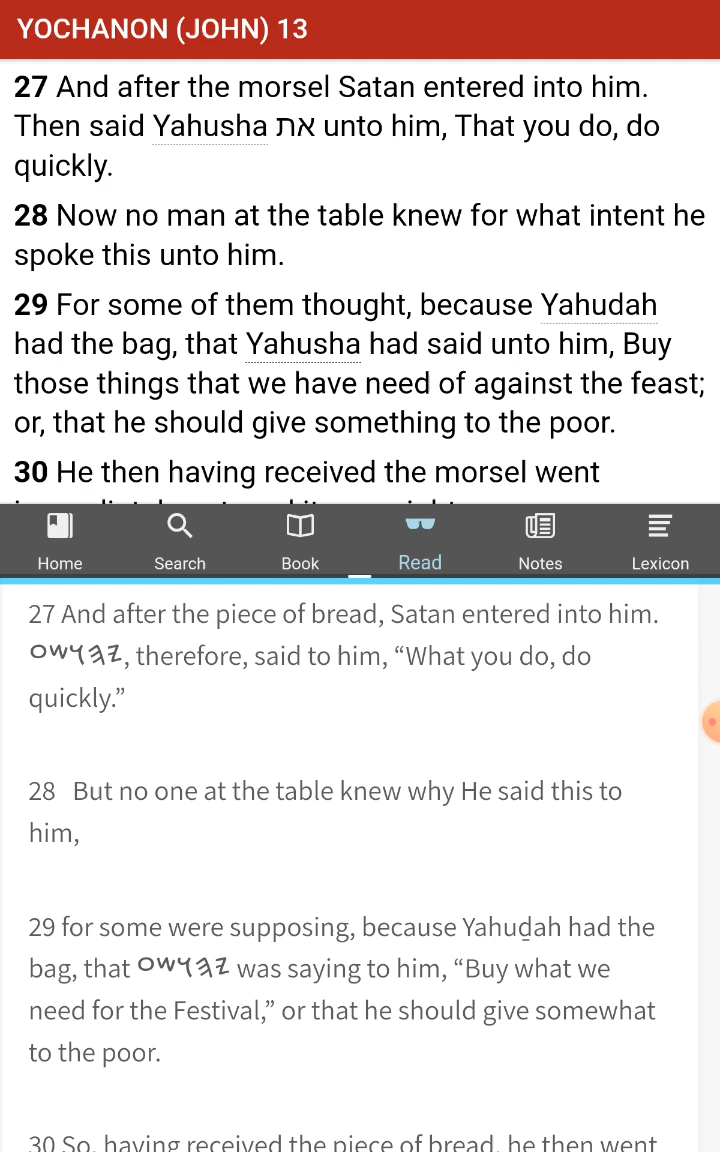 YOCHANON (JOHN) 13
27 And after the morsel Satan entered into him.
Then said Yahusha את unto him, That you do, do
quickly.
28 Now no man at the table knew for what intent he
spoke this unto him.
29 For some of them thought, because Yahudah
had the bag, that Yahusha had said unto him, Buy
those things that we have need of against the feast;
or, that he should give something to the poor.
30 He then having received the morsel went
Home Search Book Read Notes Lexicon
27 And after the piece of bread, Satan entered into him.
𐤉𐤄𐤅𐤔𐤏, therefore, said to him, “What you do, do
quickly.”
28 But no one at the table knew why He said this to
him,
29 for some were supposing, because Yahuḏah had the
bag, that 𐤉𐤄𐤅𐤔𐤏 was saying to him, “Buy what we
need for the Festival,” or that he should give somewhat
to the poor.
30 So, having received the piece of bread, he then went